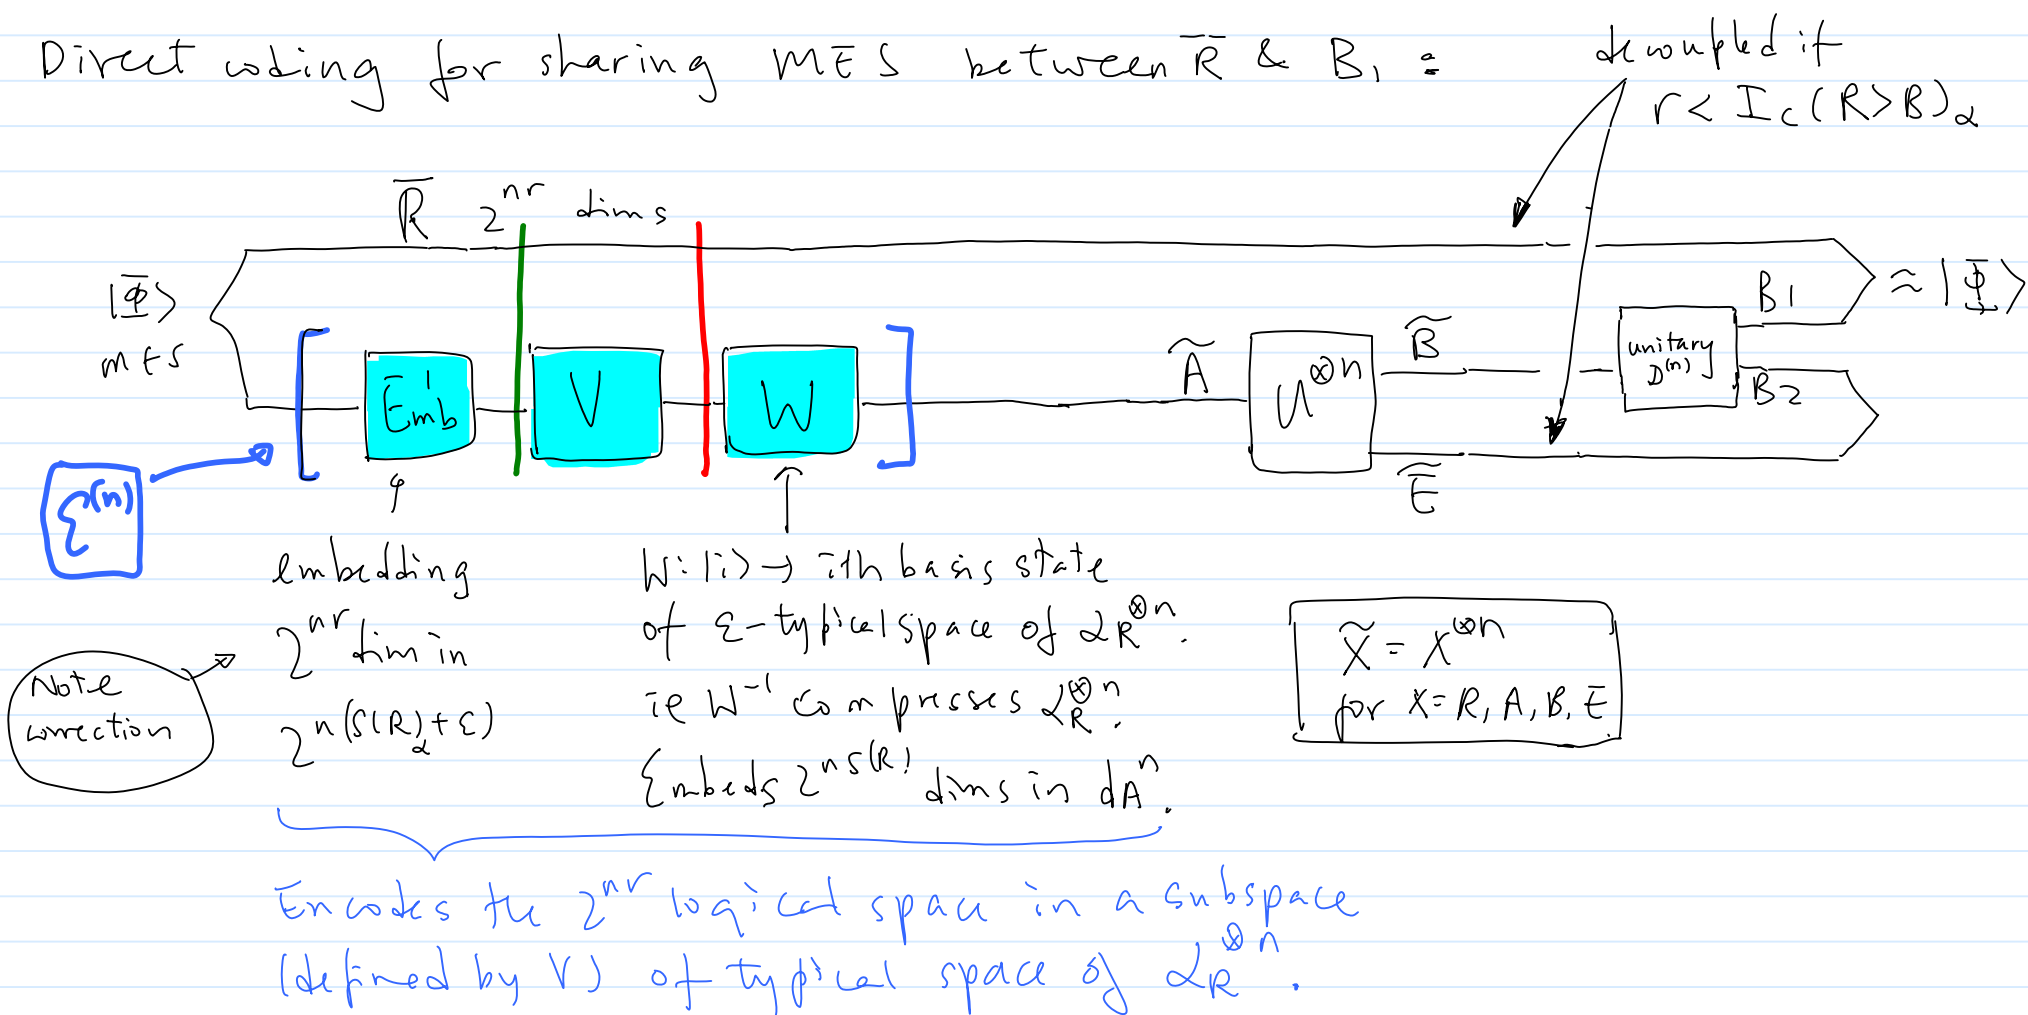 Direct coding for sharing MES between R̅ & B₁ :
decoupled if
r < I_C(R>B)_α
R̅ 2^{nr} dims
|Φ⟩
MES
Emb
V
W
Ã
U^{⊗n}
B̃
Ẽ
unitary
D^{(n)}
B1
B2
≈ |Φ⟩
ℰ^{(n)}
embedding
2^{nr} dim in
2^{n(S(R)_α+ε)}
Note
correction
W: |i⟩ → ith basis state
of ε-typical space of α_R^{⊗n}.
ie W^{-1} compresses α_R^{⊗n}.
Embeds 2^{nS(R)} dims in d_A^n.
X̃ = X^{⊗n}
for X = R, A, B, E
Encodes the 2^{nr} logical space in a subspace
(defined by V) of typical space of α_R^{⊗n}.